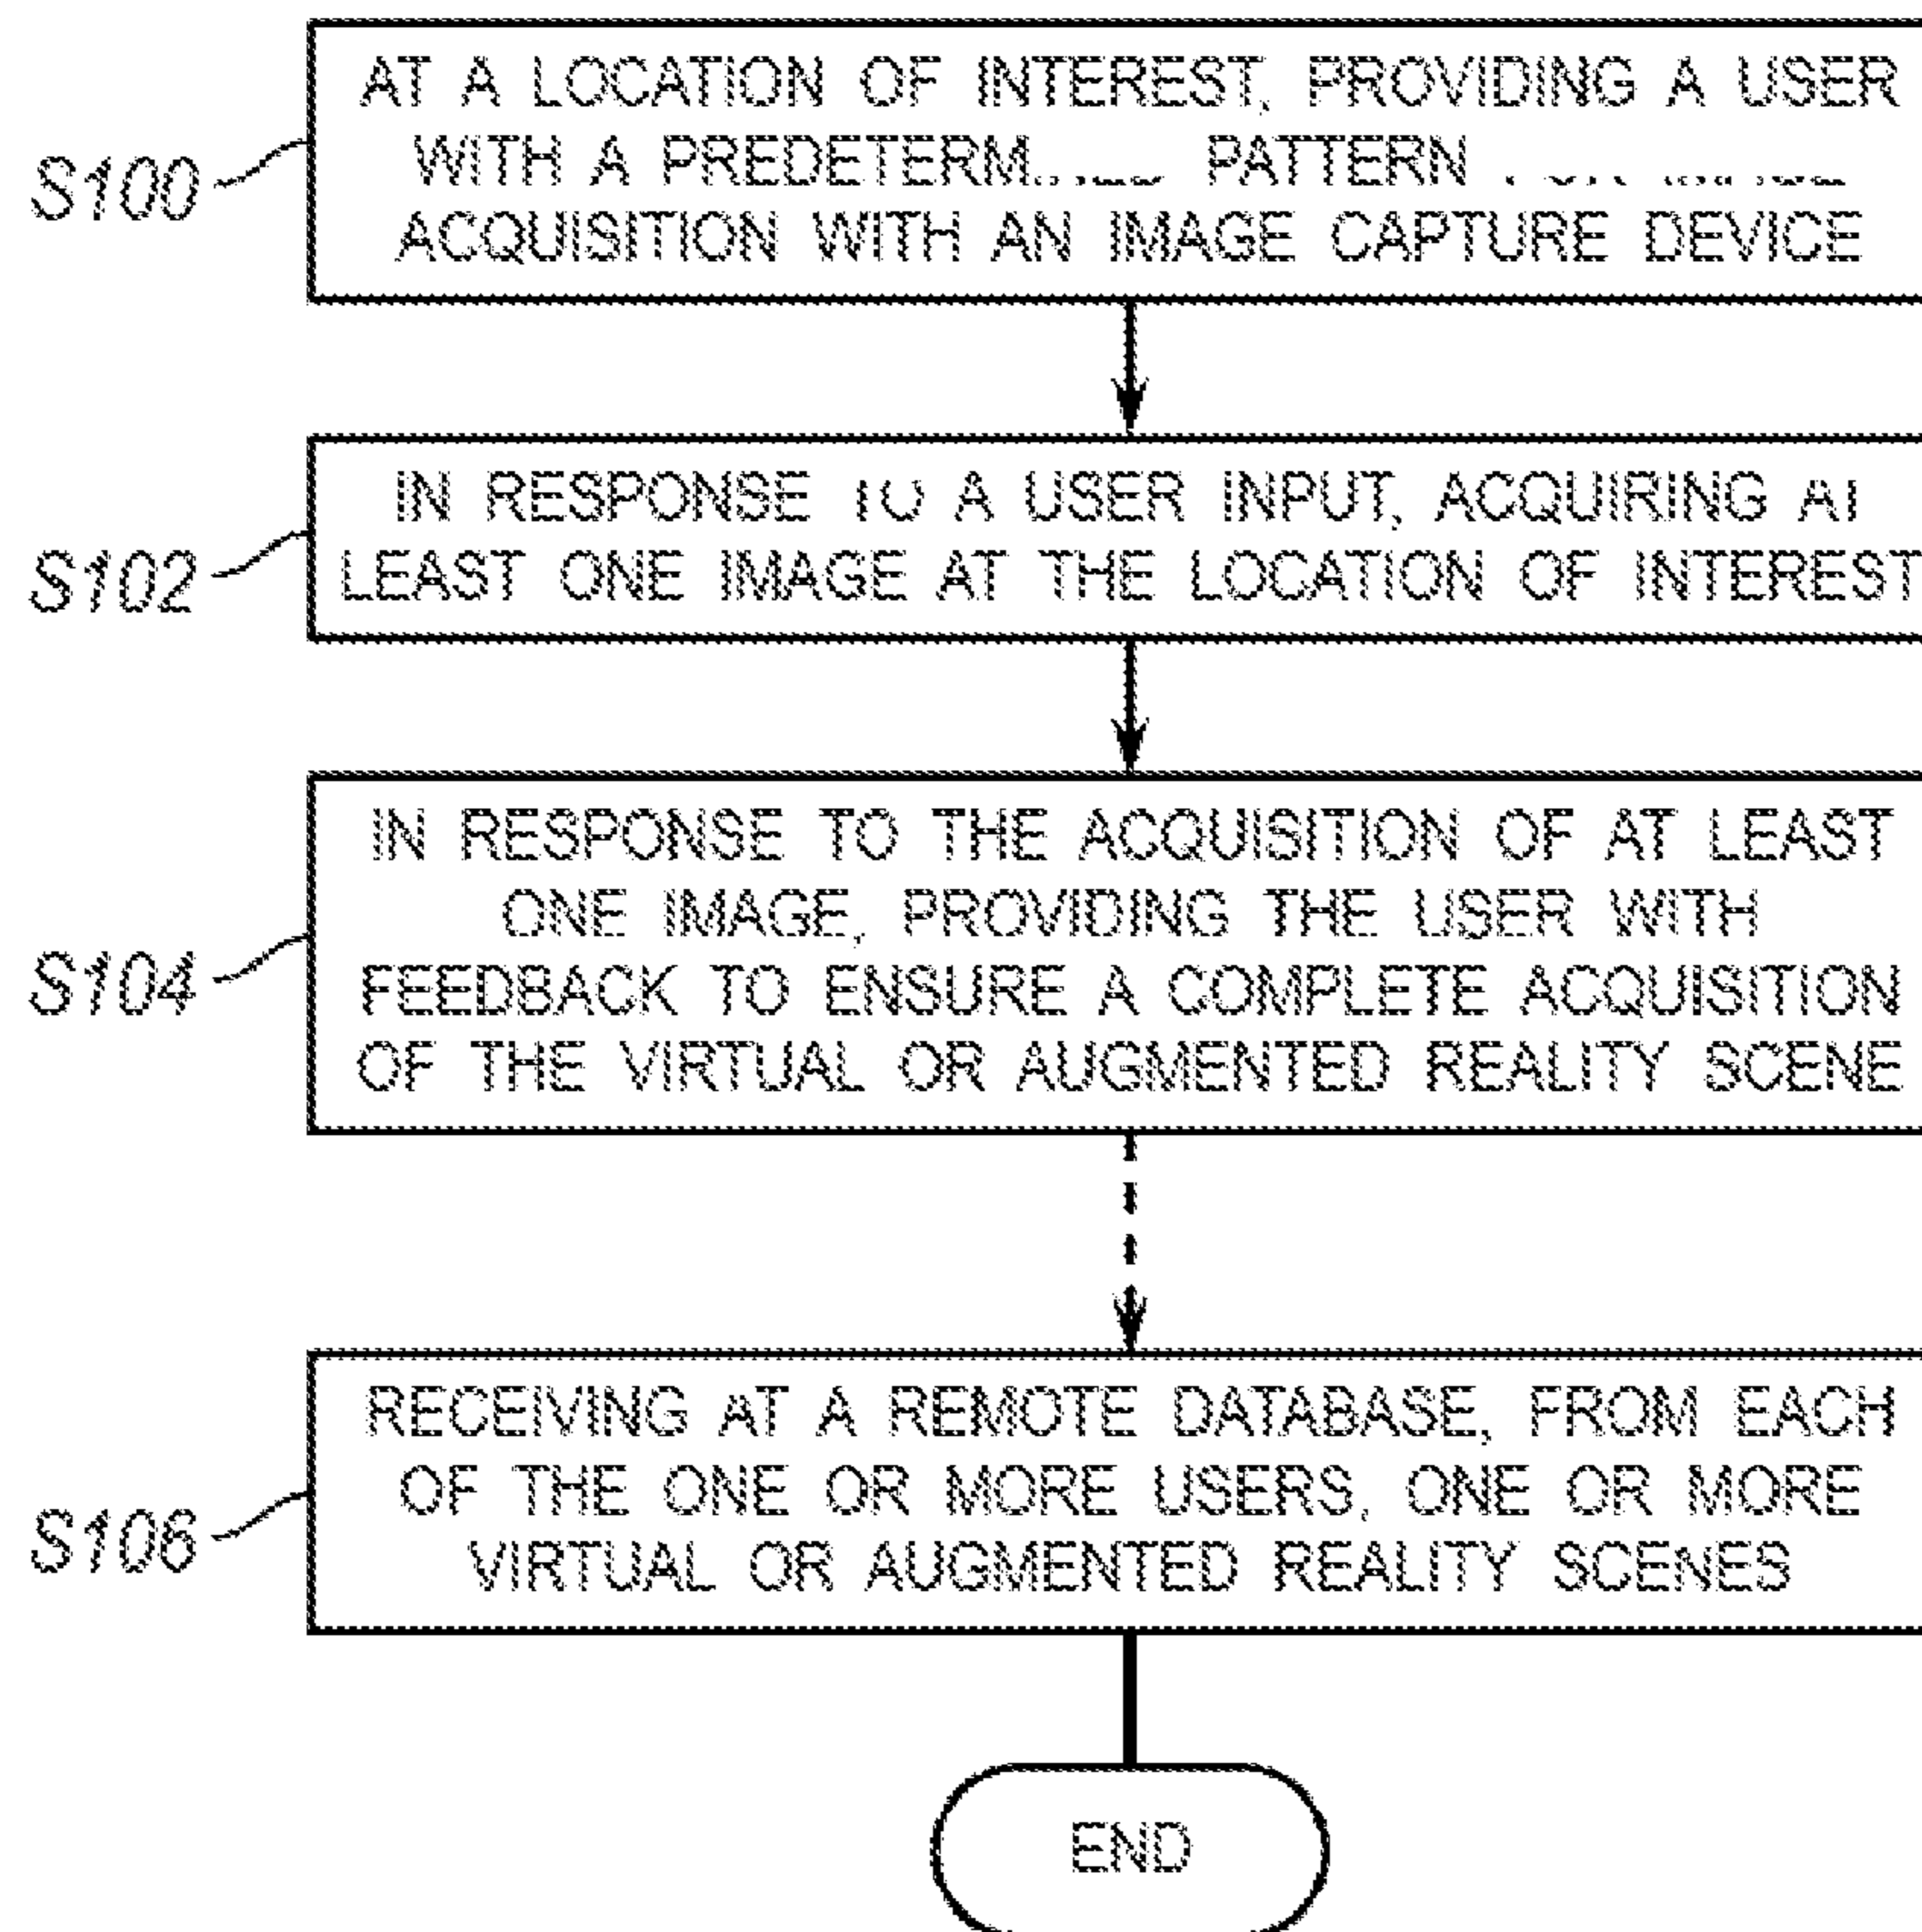 AT A LOCATION OF INTEREST, PROVIDING A USER
WITH A PATTERN
ACQUISITION WITH AN IMAGE CAPTURE DEVICE
S100
IN RESPONSE TO A USER INPUT, ACQUIRING AT
LEAST ONE IMAGE AT THE LOCATION OF INTEREST
S102
IN RESPONSE TO THE ACQUISITION OF AT LEAST
ONE IMAGE, PROVIDING THE USER WITH
FEEDBACK TO ENSURE A COMPLETE ACQUISITION
OF THE VIRTUAL OR AUGMENTED REALITY SCENE
S104
RECEIVING AT A REMOTE DATABASE, FROM EACH
OF THE ONE OR MORE USERS, ONE OR MORE
VIRTUAL OR AUGMENTED REALITY SCENES
S106
END